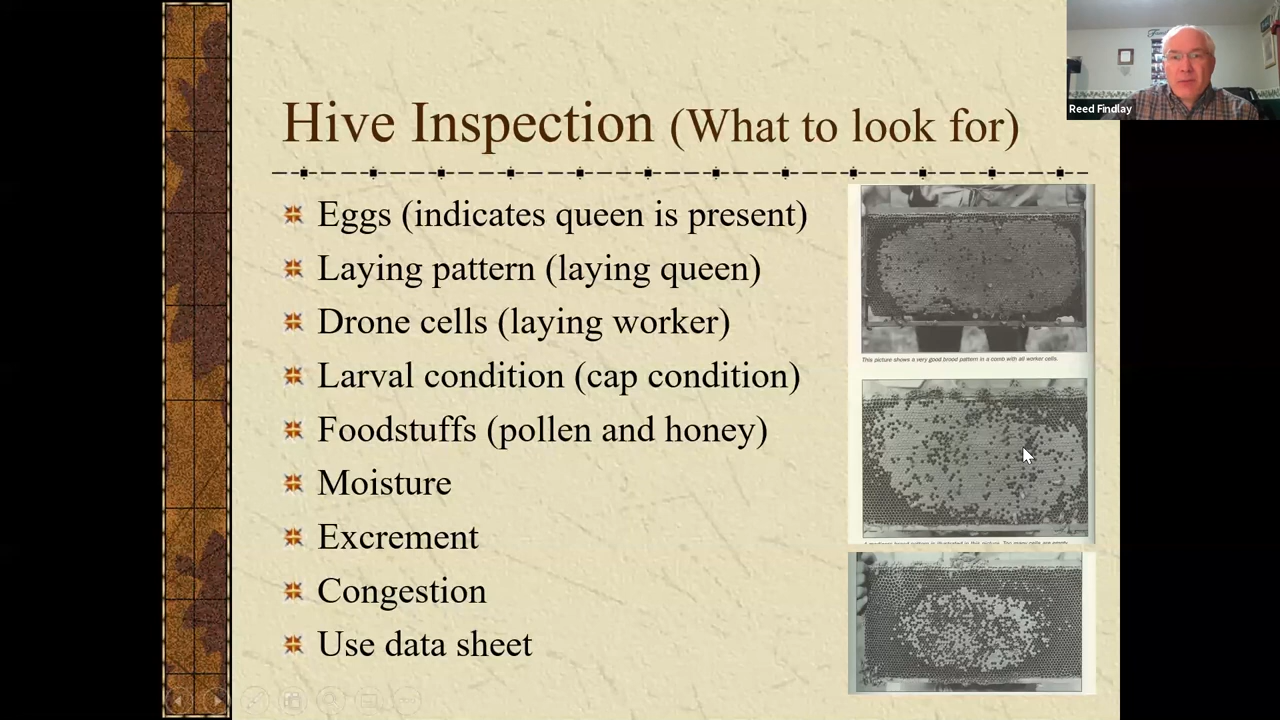 Reed Findlay
Hive Inspection (What to look for)
Eggs (indicates queen is present)
Laying pattern (laying queen)
Drone cells (laying worker)
Larval condition (cap condition)
Foodstuffs (pollen and honey)
Moisture
Excrement
Congestion
Use data sheet
This picture shows a very good brood pattern in a comb with all worker cells.